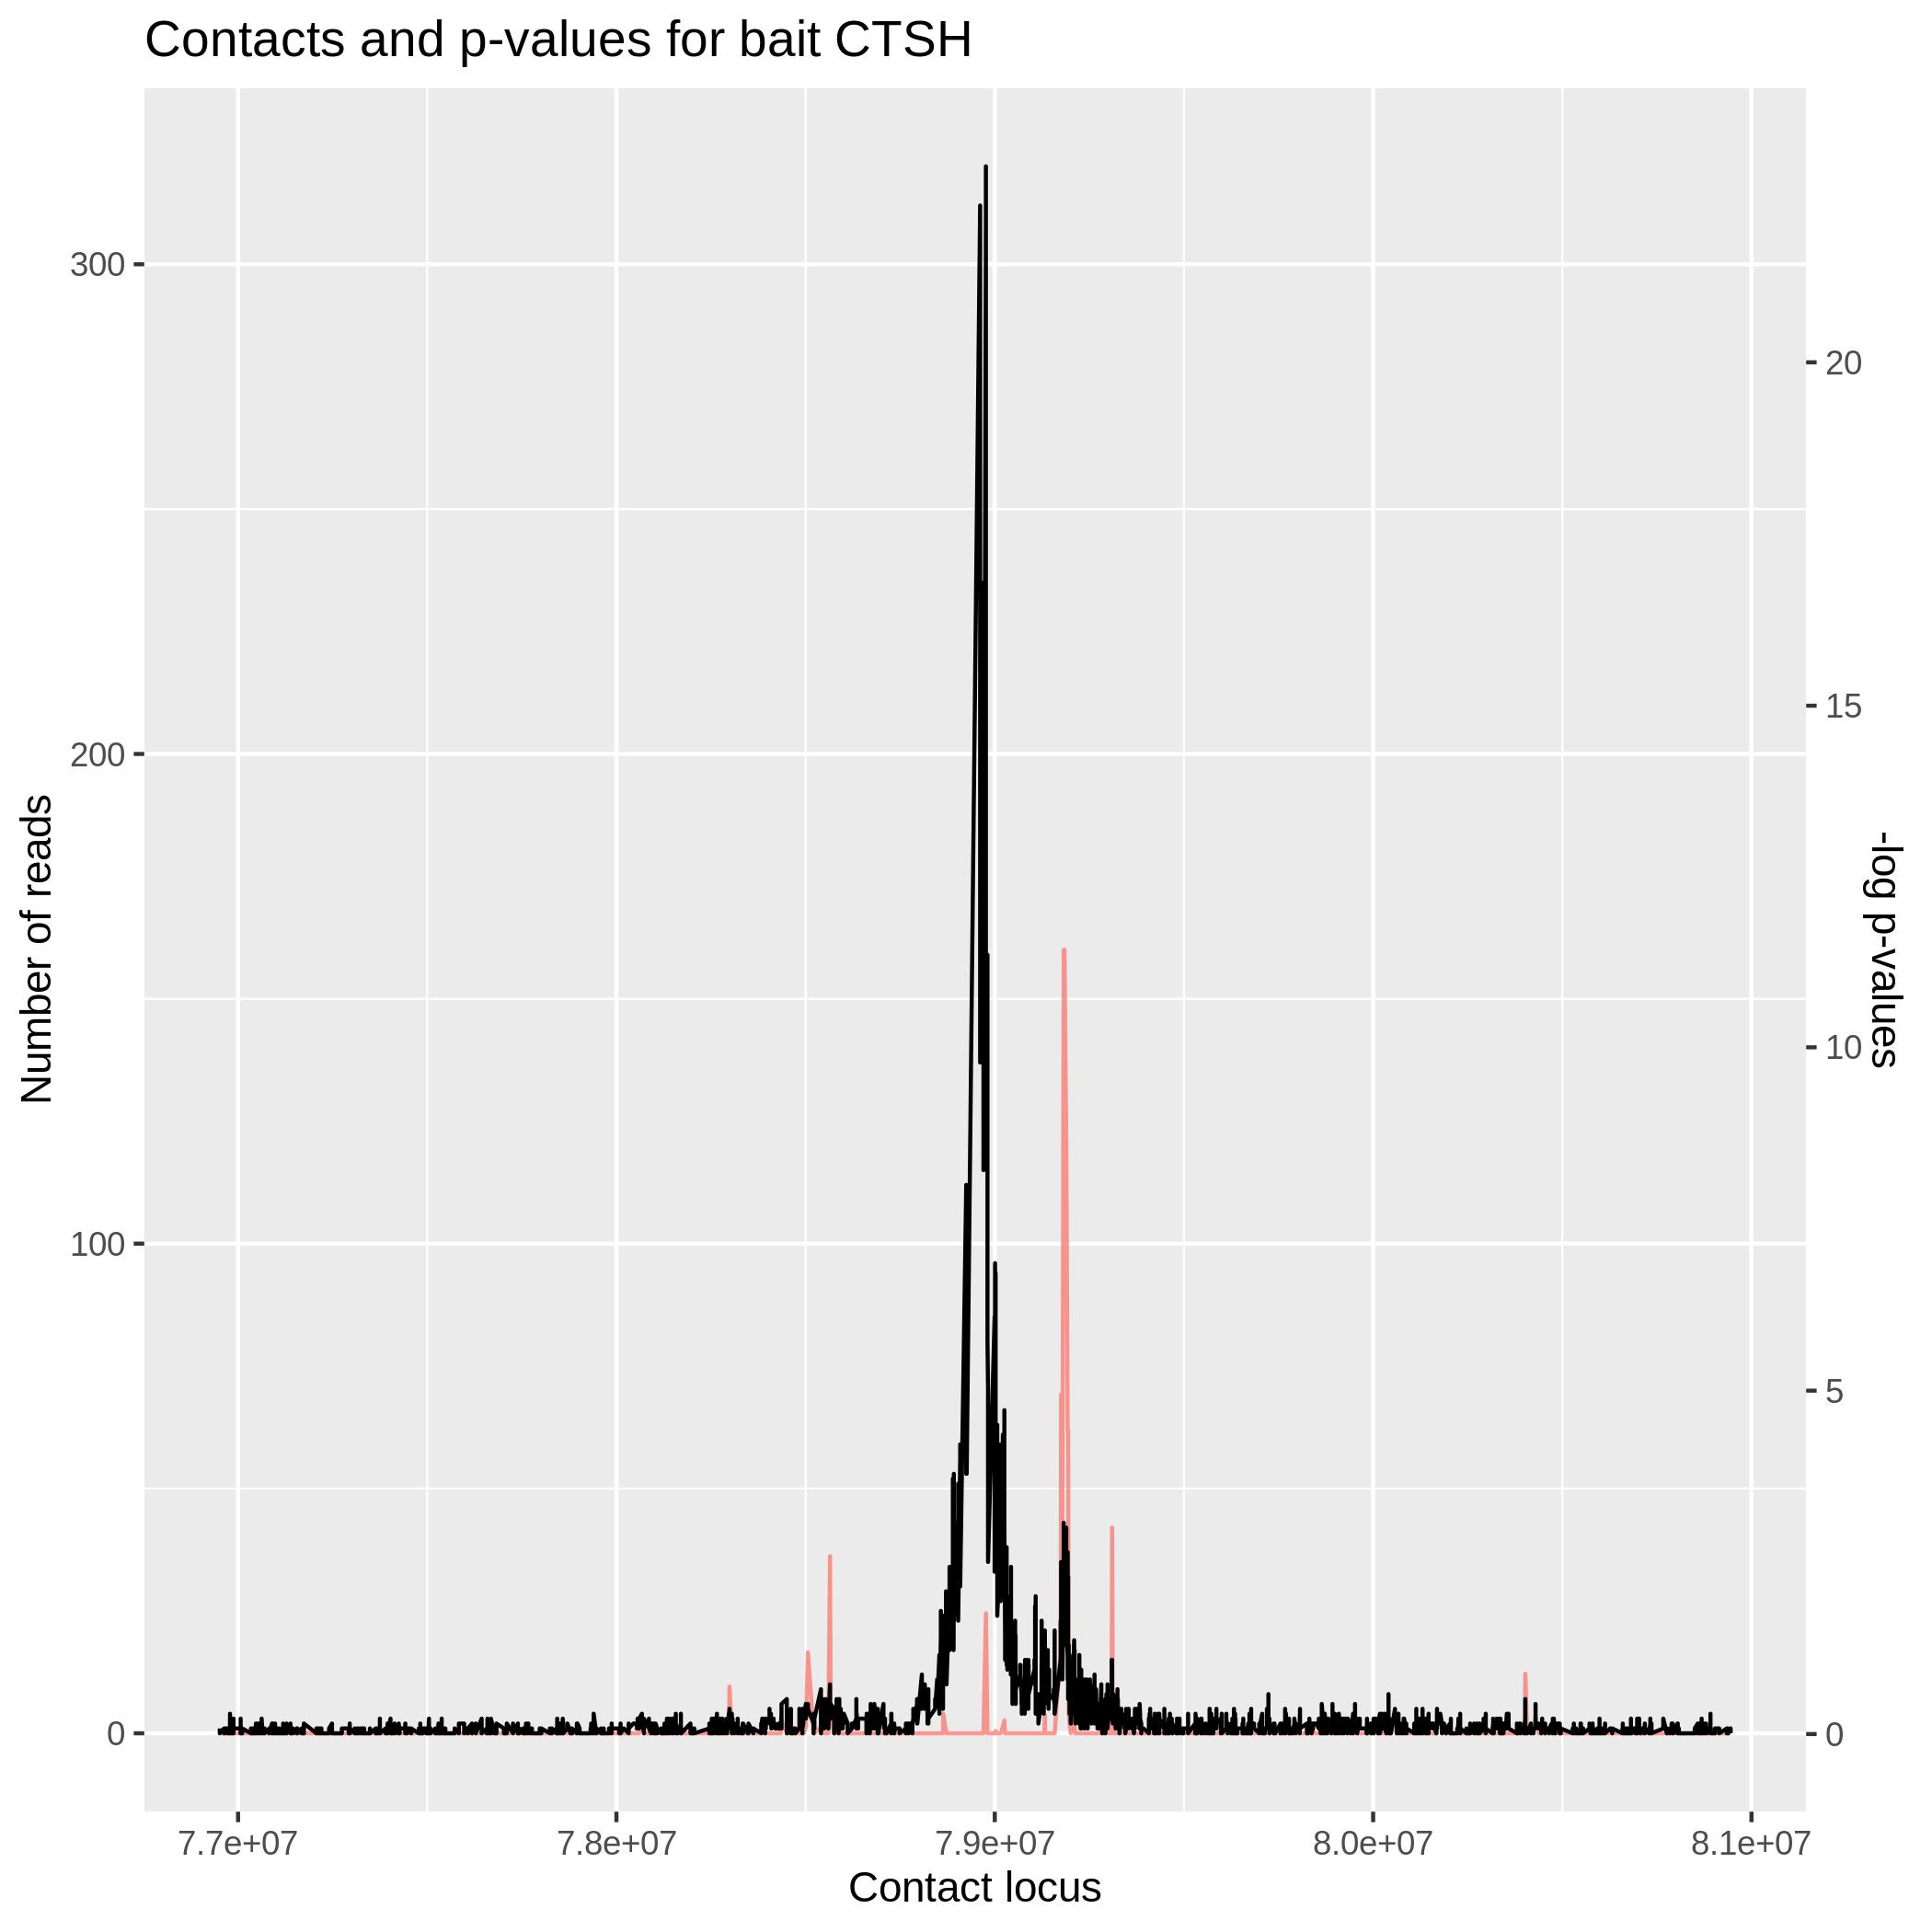 Contacts and p-values for bait CTSH
300
200
100
0
Number of reads
20
15
10
5
0
-log p-values
7.7e+07 7.8e+07 7.9e+07 8.0e+07 8.1e+07
Contact locus